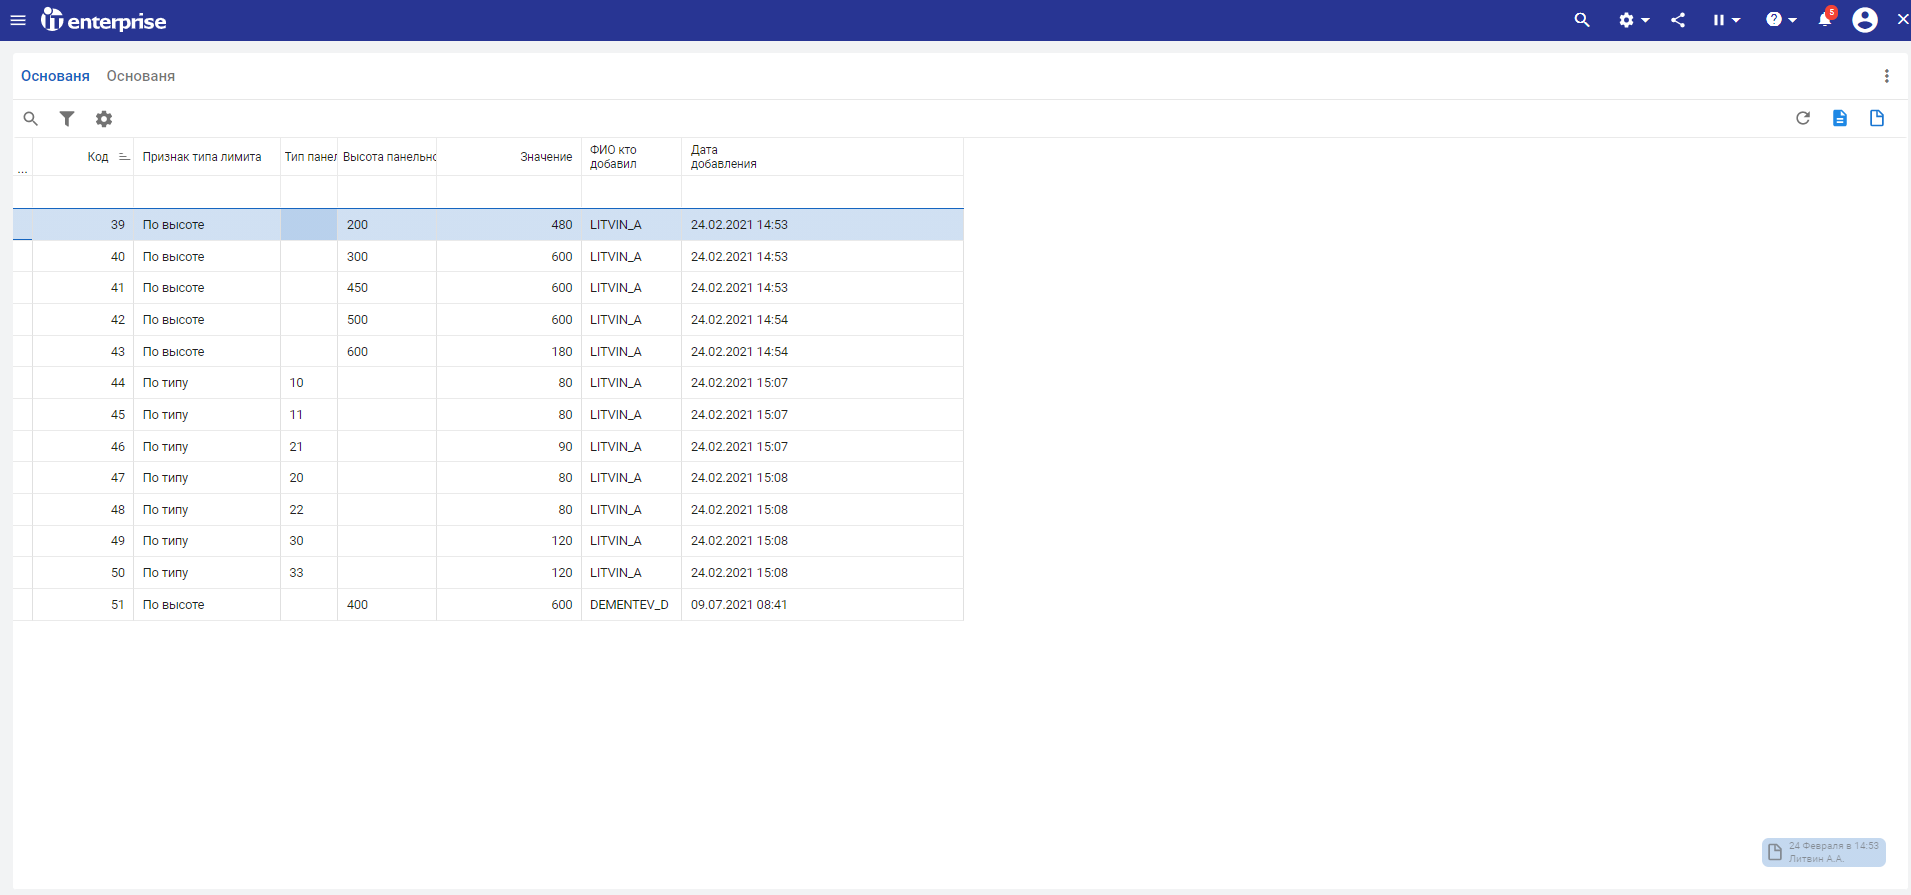 iT enterprise
5
Основаня Основаня
... Код Признак типа лимита Тип панел Высота панельно Значение ФИО кто добавил Дата добавления
39 По высоте 200 480 LITVIN_A 24.02.2021 14:53
40 По высоте 300 600 LITVIN_A 24.02.2021 14:53
41 По высоте 450 600 LITVIN_A 24.02.2021 14:53
42 По высоте 500 600 LITVIN_A 24.02.2021 14:54
43 По высоте 600 180 LITVIN_A 24.02.2021 14:54
44 По типу 10 80 LITVIN_A 24.02.2021 15:07
45 По типу 11 80 LITVIN_A 24.02.2021 15:07
46 По типу 21 90 LITVIN_A 24.02.2021 15:07
47 По типу 20 80 LITVIN_A 24.02.2021 15:08
48 По типу 22 80 LITVIN_A 24.02.2021 15:08
49 По типу 30 120 LITVIN_A 24.02.2021 15:08
50 По типу 33 120 LITVIN_A 24.02.2021 15:08
51 По высоте 400 600 DEMENTEV_D 09.07.2021 08:41
24 Февраля в 14:53
Литвин А.А.